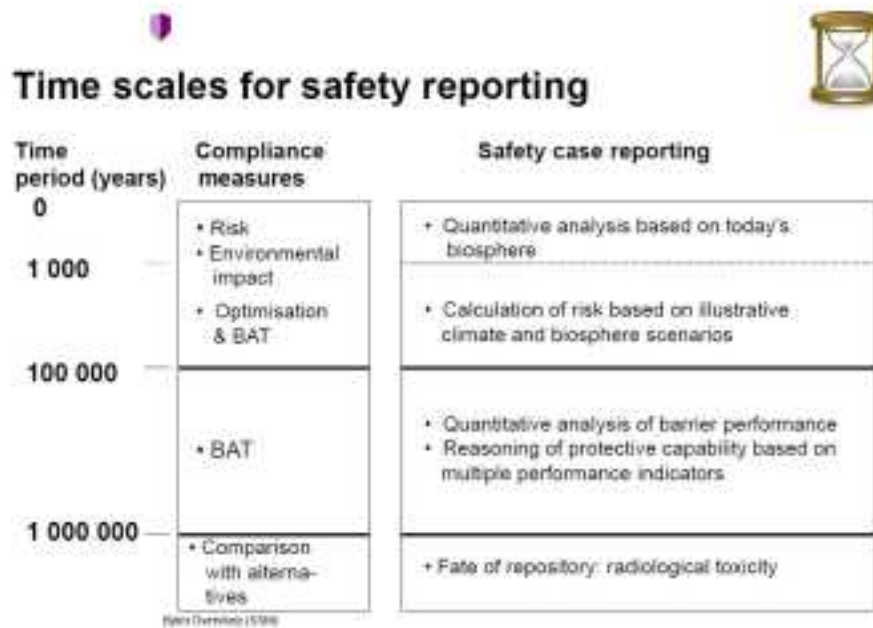 Time scales for safety reporting
Time
period (years)
Compliance
measures
Safety case reporting
0
1 000
100 000
1 000 000
• Risk
• Environmental
impact
• Optimisation
& BAT
• BAT
• Comparison
with alterna-
tives
• Quantitative analysis based on today's
biosphere
• Calculation of risk based on illustrative
climate and biosphere scenarios
• Quantitative analysis of barrier performance
• Reasoning of protective capability based on
multiple performance indicators
• Fate of repository: radiological toxicity